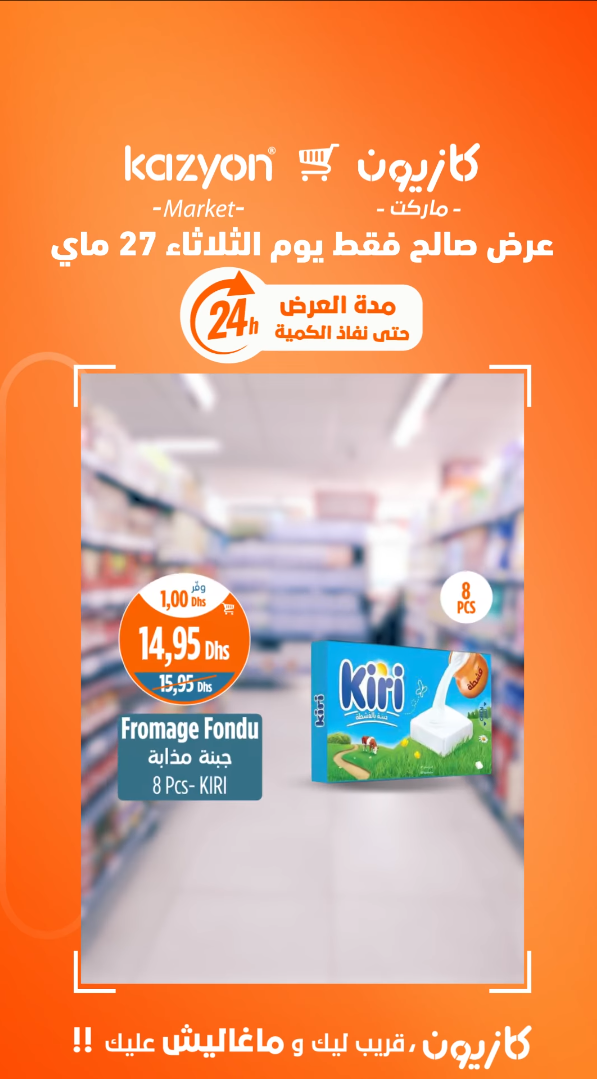 kazyon® كازيون
-Market- - ماركت -
عرض صالح فقط يوم الثلاثاء 27 ماي
24h مدة العرض
حتى نفاذ الكمية
وفّر
1,00 Dhs
14,95 Dhs
15,95 Dhs
8
PCS
Fromage Fondu
جبنة مذابة
8 Pcs- KIRI
Kiri
Kiri
كازيون، قريب ليك و ماغاليش عليك !!